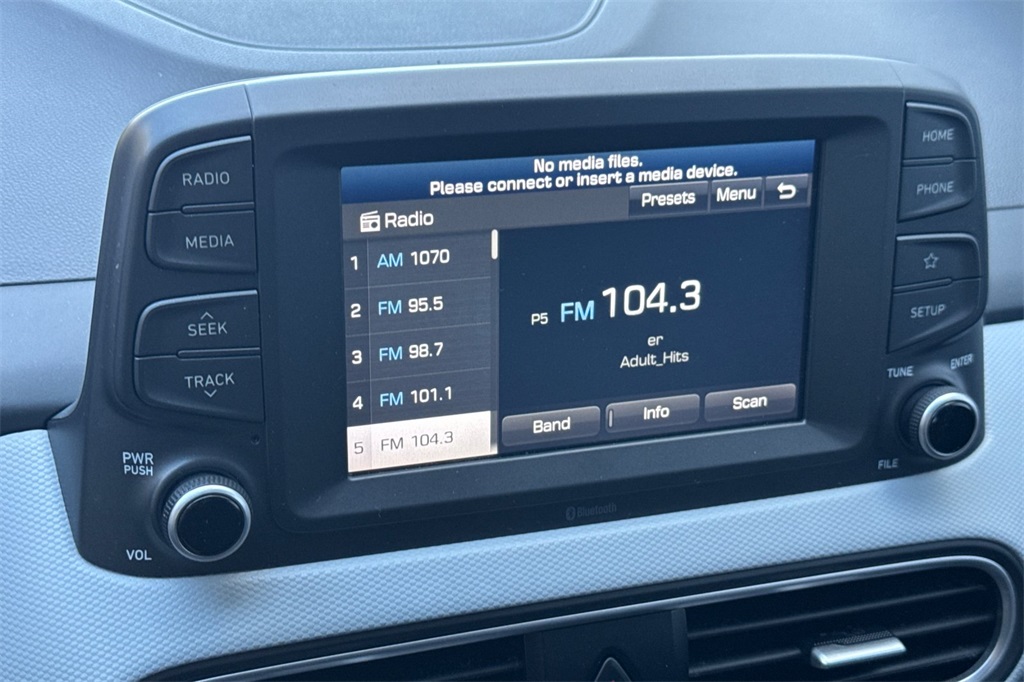 No media files.
Please connect or insert a media device.
Radio
Presets
Menu
1 AM 1070
2 FM 95.5
3 FM 98.7
4 FM 101.1
5 FM 104.3
P5 FM 104.3
er
Adult_Hits
Band
Info
Scan
RADIO
MEDIA
SEEK
TRACK
PWR
PUSH
VOL
HOME
PHONE
SETUP
TUNE
ENTER
FILE
Bluetooth